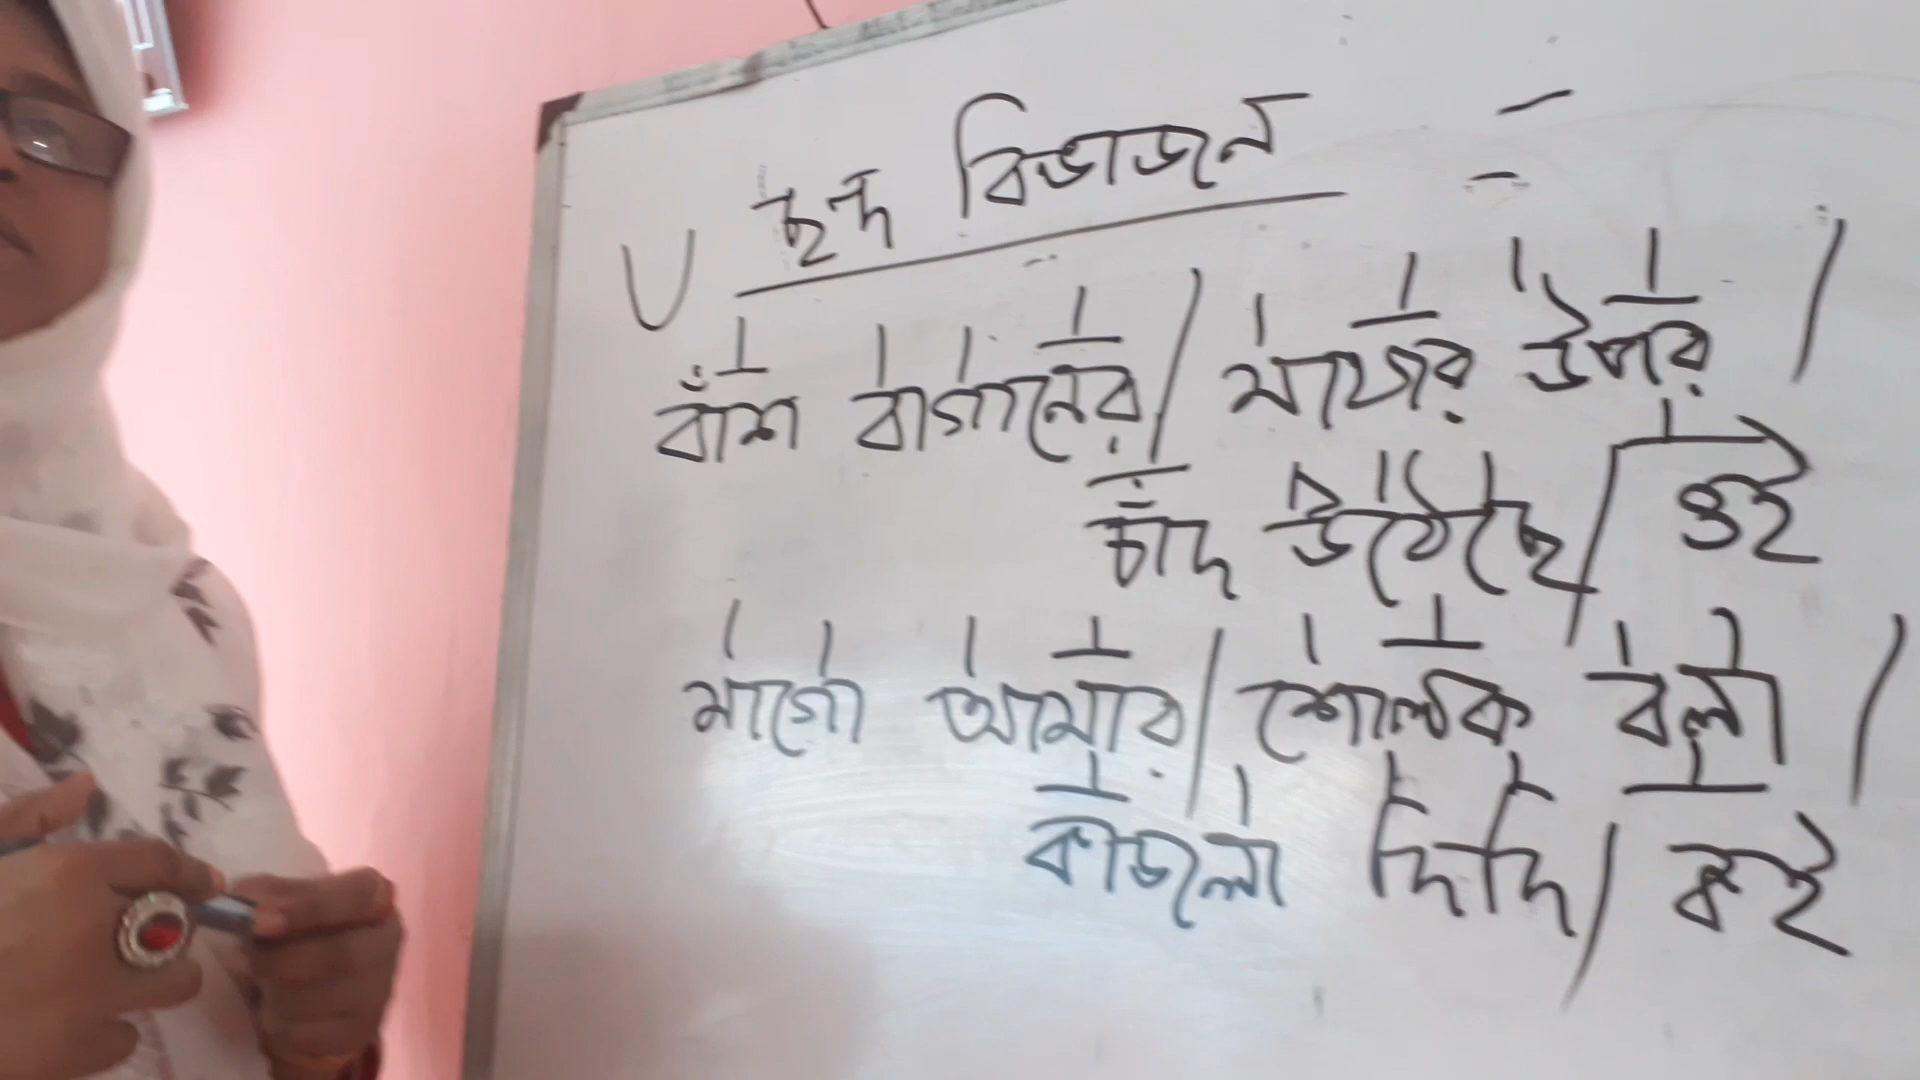 ছন্দ বিভাজন
বাঁশ বাগানের / মাথার উপর /
চাঁদ উঠেছে / ওই
মাগো আমার / শোলক বলা /
কাজলা দিদি / কই